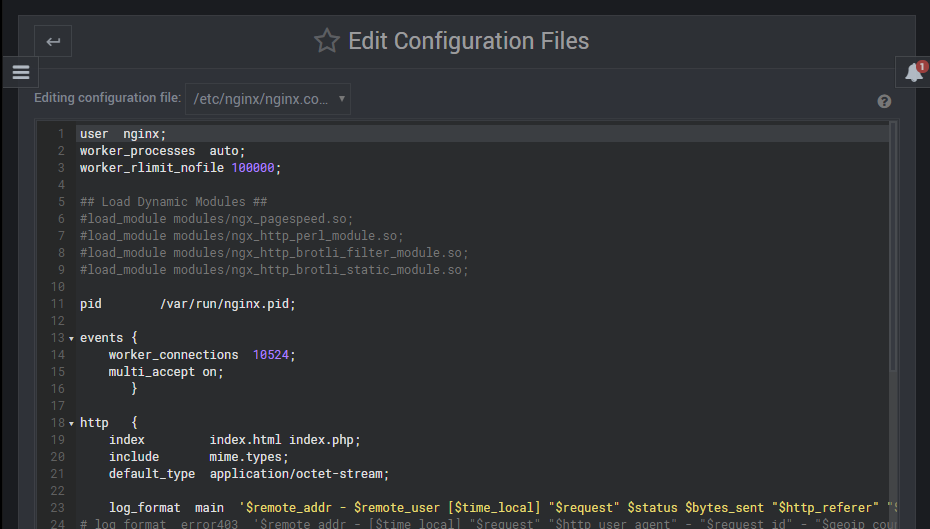 Edit Configuration Files
1
Editing configuration file: /etc/nginx/nginx.co...
?
1 user  nginx;
2 worker_processes  auto;
3 worker_rlimit_nofile 100000;
4
5 ## Load Dynamic Modules ##
6 #load_module modules/ngx_pagespeed.so;
7 #load_module modules/ngx_http_perl_module.so;
8 #load_module modules/ngx_http_brotli_filter_module.so;
9 #load_module modules/ngx_http_brotli_static_module.so;
10
11 pid        /var/run/nginx.pid;
12
13 events {
14     worker_connections  10524;
15     multi_accept on;
16        }
17
18 http   {
19     index         index.html index.php;
20     include       mime.types;
21     default_type  application/octet-stream;
22
23     log_format  main  '$remote_addr - $remote_user [$time_local] "$request" $status $bytes_sent "$http_referer" "$
24 # log_format  error403  '$remote_addr - [$time_local] "$request" "$http_user_agent" - "$request_id" - "$geoip_cou